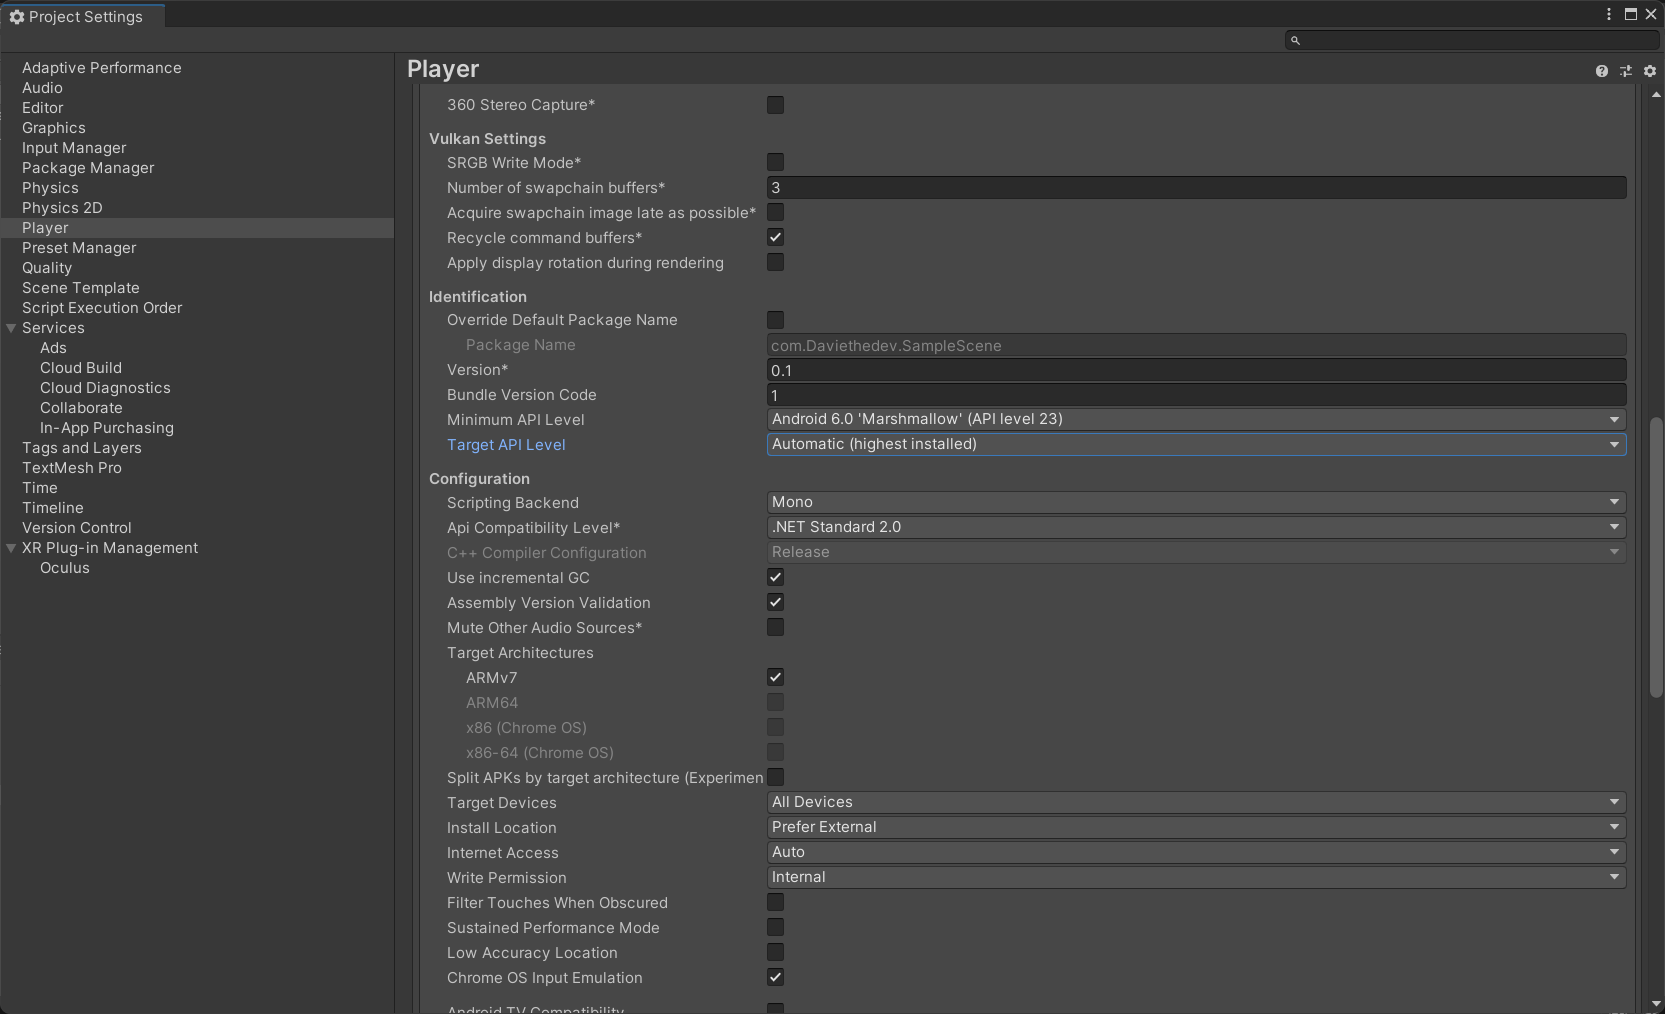 Project Settings
Adaptive Performance
Audio
Editor
Graphics
Input Manager
Package Manager
Physics
Physics 2D
Player
Preset Manager
Quality
Scene Template
Script Execution Order
Services
Ads
Cloud Build
Cloud Diagnostics
Collaborate
In-App Purchasing
Tags and Layers
TextMesh Pro
Time
Timeline
Version Control
XR Plug-in Management
Oculus
Player
360 Stereo Capture*
Vulkan Settings
SRGB Write Mode*
Number of swapchain buffers* 3
Acquire swapchain image late as possible*
Recycle command buffers*
Apply display rotation during rendering
Identification
Override Default Package Name
Package Name com.Daviethedev.SampleScene
Version* 0.1
Bundle Version Code 1
Minimum API Level Android 6.0 'Marshmallow' (API level 23)
Target API Level Automatic (highest installed)
Configuration
Scripting Backend Mono
Api Compatibility Level* .NET Standard 2.0
C++ Compiler Configuration Release
Use incremental GC
Assembly Version Validation
Mute Other Audio Sources*
Target Architectures
ARMv7
ARM64
x86 (Chrome OS)
x86-64 (Chrome OS)
Split APKs by target architecture (Experimen
Target Devices All Devices
Install Location Prefer External
Internet Access Auto
Write Permission Internal
Filter Touches When Obscured
Sustained Performance Mode
Low Accuracy Location
Chrome OS Input Emulation
Android TV Compatibility